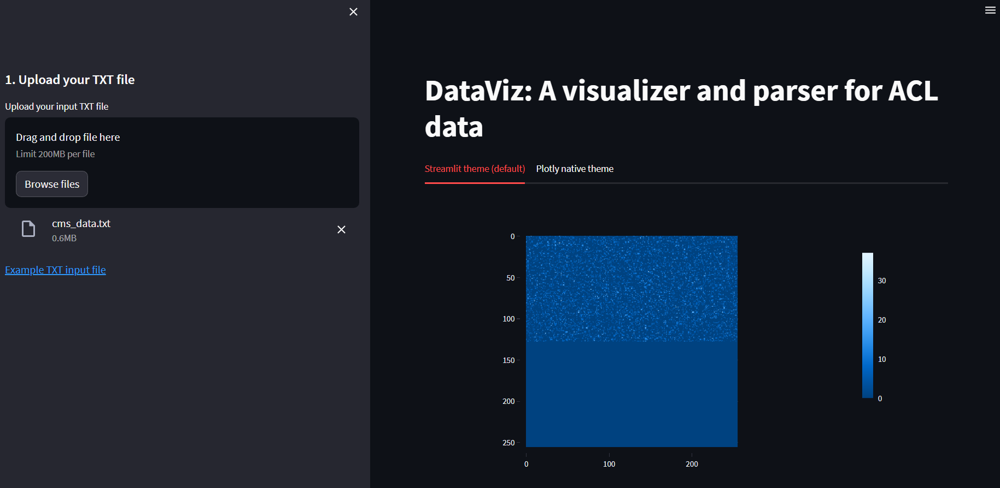 1. Upload your TXT file
Upload your input TXT file
Drag and drop file here
Limit 200MB per file
Browse files
cms_data.txt
0.6MB
Example TXT input file
DataViz: A visualizer and parser for ACL
data
Streamlit theme (default) Plotly native theme
0
50
100
150
200
250
0 100 200
30
20
10
0